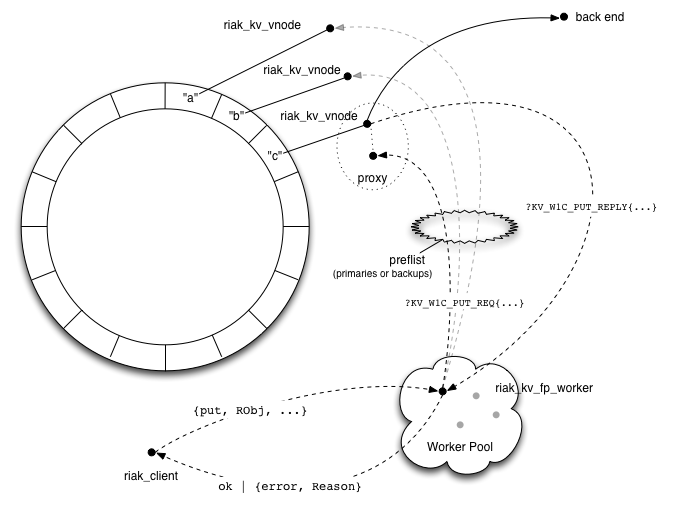 riak_kv_vnode
back end
riak_kv_vnode
"a"
"b"
riak_kv_vnode
"c"
proxy
?KV_W1C_PUT_REPLY{...}
preflist
(primaries or backups)
?KV_W1C_PUT_REQ{...}
riak_kv_fp_worker
{put, RObj, ...}
Worker Pool
riak_client
ok | {error, Reason}